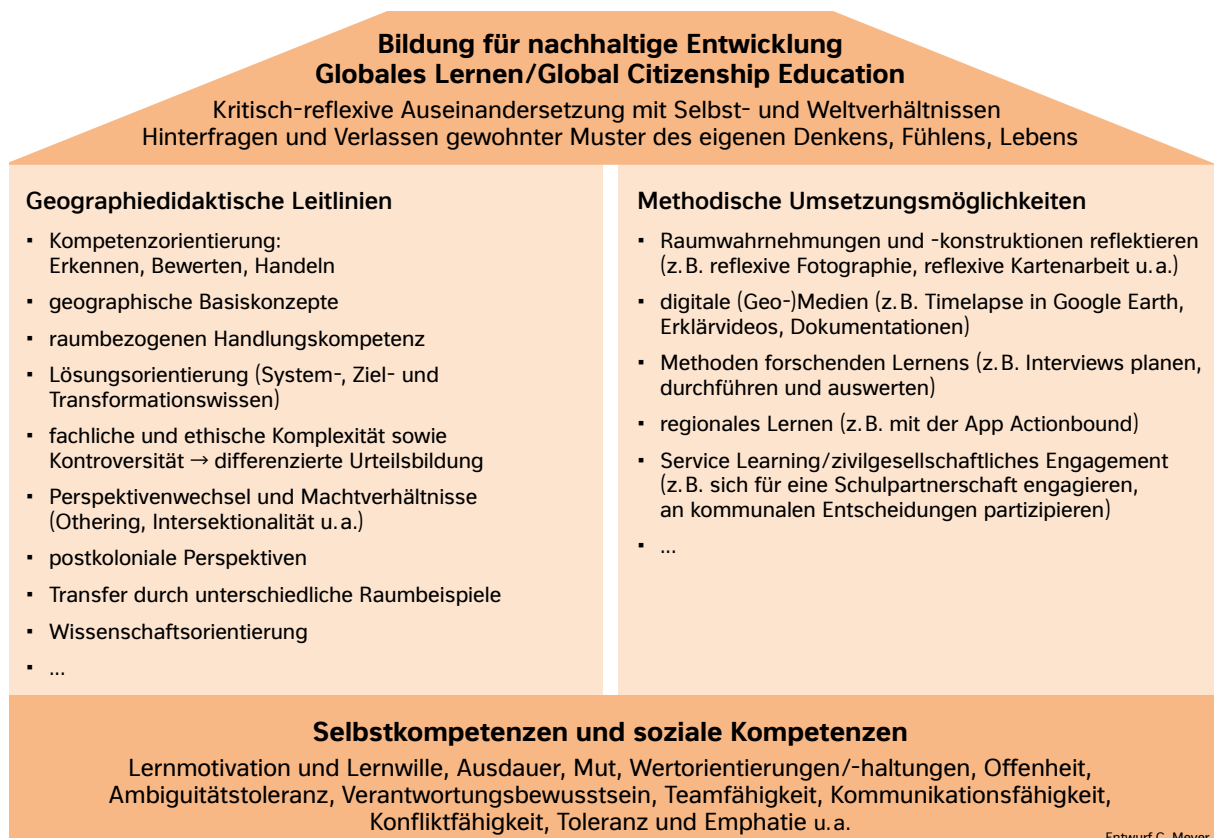 Bildung für nachhaltige Entwicklung
Globales Lernen/Global Citizenship Education
Kritisch-reflexive Auseinandersetzung mit Selbst- und Weltverhältnissen
Hinterfragen und Verlassen gewohnter Muster des eigenen Denkens, Fühlens, Lebens
Geographiedidaktische Leitlinien
▪ Kompetenzorientierung:
Erkennen, Bewerten, Handeln
▪ geographische Basiskonzepte
▪ raumbezogenen Handlungskompetenz
▪ Lösungsorientierung (System-, Ziel- und
Transformationswissen)
▪ fachliche und ethische Komplexität sowie
Kontroversität → differenzierte Urteilsbildung
▪ Perspektivenwechsel und Machtverhältnisse
(Othering, Intersektionalität u. a.)
▪ postkoloniale Perspektiven
▪ Transfer durch unterschiedliche Raumbeispiele
▪ Wissenschaftsorientierung
▪ ...
Methodische Umsetzungsmöglichkeiten
▪ Raumwahrnehmungen und -konstruktionen reflektieren
(z. B. reflexive Fotographie, reflexive Kartenarbeit u. a.)
▪ digitale (Geo-)Medien (z. B. Timelapse in Google Earth,
Erklärvideos, Dokumentationen)
▪ Methoden forschenden Lernens (z. B. Interviews planen,
durchführen und auswerten)
▪ regionales Lernen (z. B. mit der App Actionbound)
▪ Service Learning/zivilgesellschaftliches Engagement
(z. B. sich für eine Schulpartnerschaft engagieren,
an kommunalen Entscheidungen partizipieren)
▪ ...
Selbstkompetenzen und soziale Kompetenzen
Lernmotivation und Lernwille, Ausdauer, Mut, Wertorientierungen/-haltungen, Offenheit,
Ambiguitätstoleranz, Verantwortungsbewusstsein, Teamfähigkeit, Kommunikationsfähigkeit,
Konfliktfähigkeit, Toleranz und Emphatie u. a.
Entwurf C. Meyer